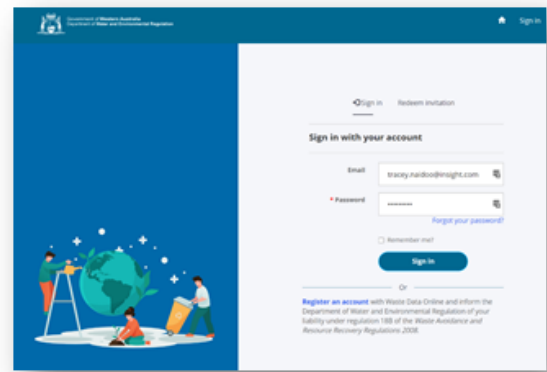 Government of Western Australia
Department of Water and Environmental Regulation
Sign in
Sign in
Redeem invitation
Sign in with your account
Email
tracey.naidoo@insight.com
* Password
Forgot your password?
Remember me?
Sign in
Or
Register an account with Waste Data Online and inform the
Department of Water and Environmental Regulation of your
liability under regulation 18B of the Waste Avoidance and
Resource Recovery Regulations 2008.